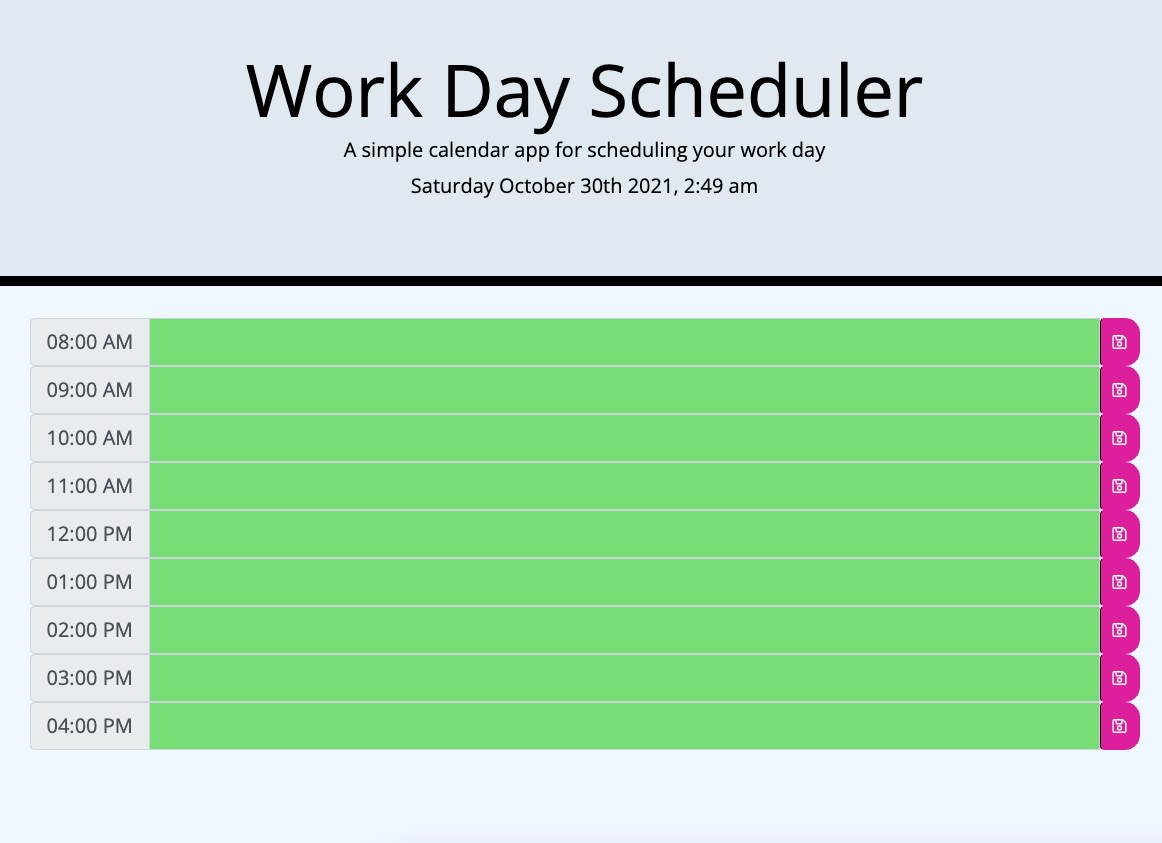 Work Day Scheduler
A simple calendar app for scheduling your work day
Saturday October 30th 2021, 2:49 am
08:00 AM
09:00 AM
10:00 AM
11:00 AM
12:00 PM
01:00 PM
02:00 PM
03:00 PM
04:00 PM